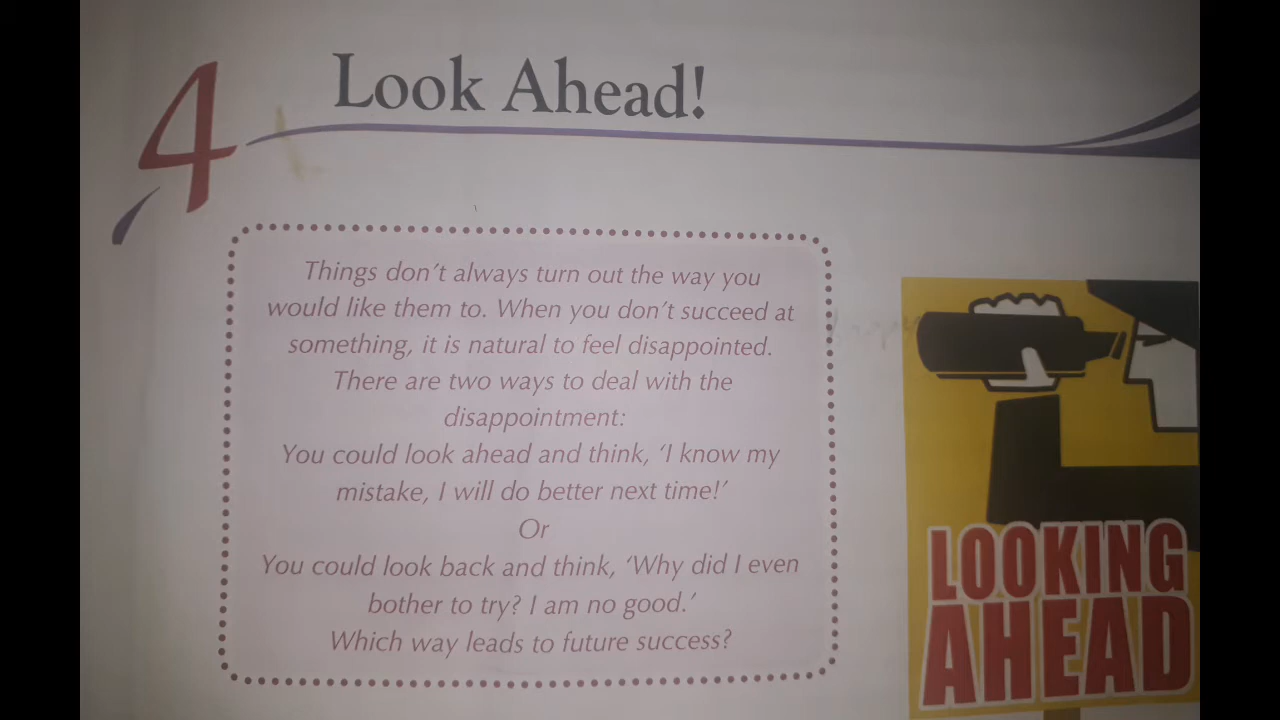 4
Look Ahead!
Things don't always turn out the way you
would like them to. When you don't succeed at
something, it is natural to feel disappointed.
There are two ways to deal with the
disappointment:
You could look ahead and think, 'I know my
mistake, I will do better next time!'
Or
You could look back and think, 'Why did I even
bother to try? I am no good.'
Which way leads to future success?
LOOKING
AHEAD